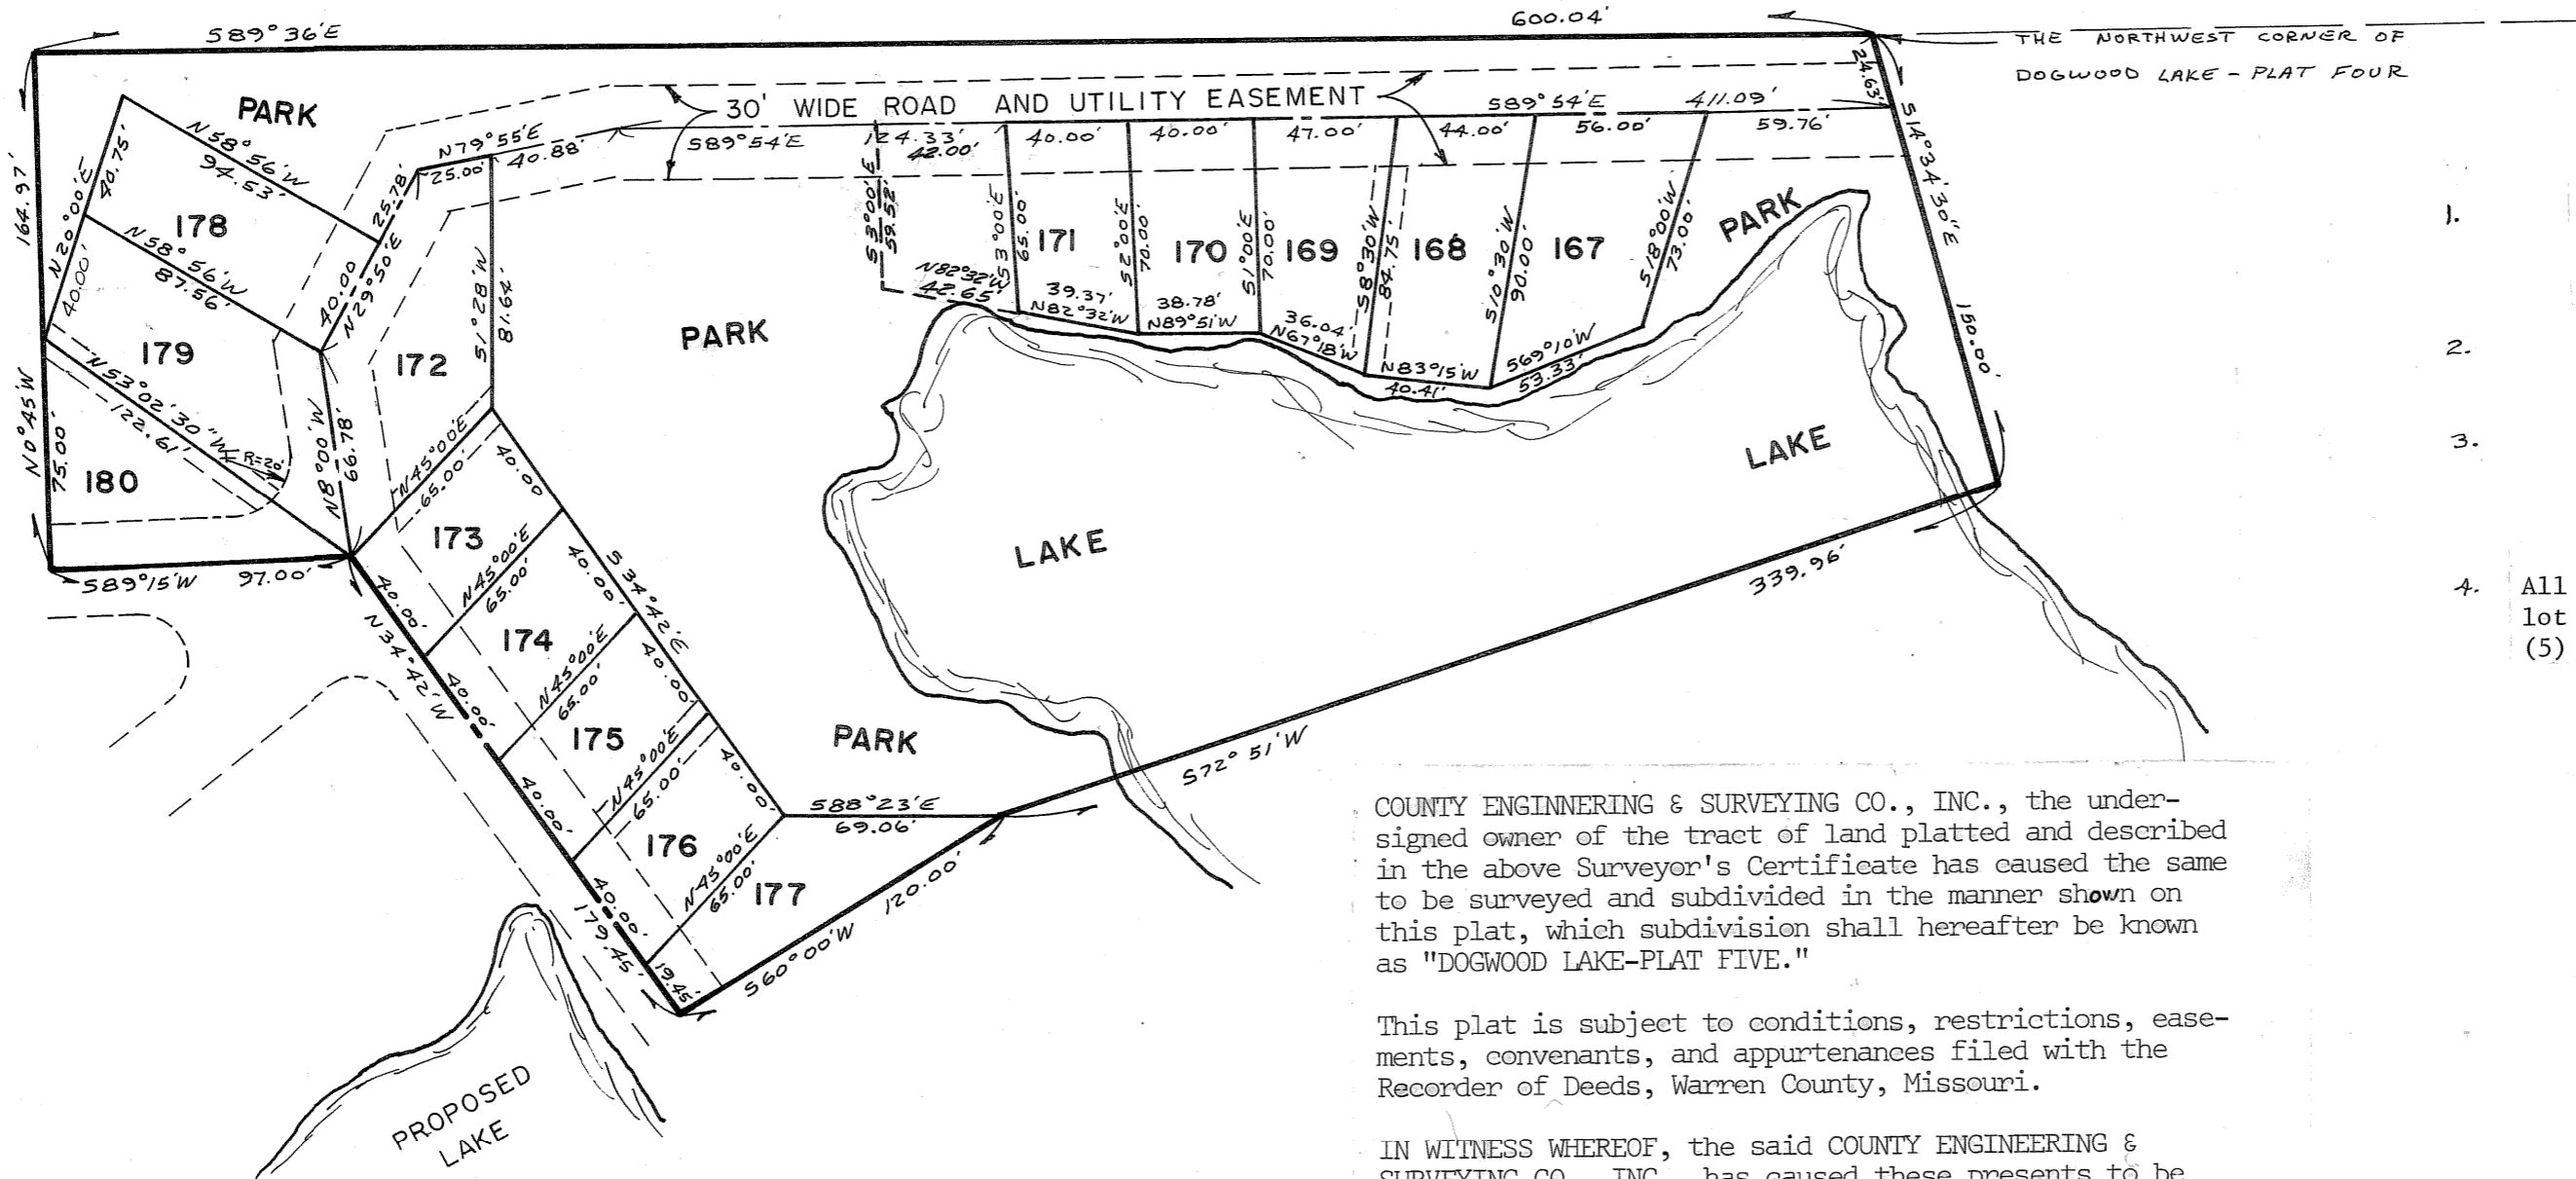 S89°36'E
600.04'
THE NORTHWEST CORNER OF
DOGWOOD LAKE - PLAT FOUR
24.63'
S14°34'30"E
150.00'
PARK
30' WIDE ROAD AND UTILITY EASEMENT
S89°54'E
411.09'
164.97'
N0°45'W
75.00'
N20°00'E
40.75'
40.00'
N58°56'W
94.53'
178
N58°56'W
87.56'
179
N53°02'30"W
122.61'
R=20'
180
S89°15'W
97.00'
N79°55'E
25.00'
40.88'
25.78'
40.00
N29°50'E
N8°00'W
66.78'
172
S1°28'W
81.64'
S89°54'E
124.33'
42.00'
40.00'
40.00'
47.00'
44.00'
56.00'
59.76'
S3°00'E
59.52'
N82°32'W
42.65'
S3°00'E
65.00'
171
39.37'
N82°32'W
S2°00'E
70.00'
170
38.78'
N89°51'W
S1°00'E
70.00'
169
36.04'
N67°18'W
S8°30'W
84.75'
168
N83°15'W
40.41'
S10°30'W
90.00'
167
S69°10'W
53.33'
S18°00'W
73.00'
PARK
PARK
LAKE
LAKE
339.96'
S72°51'W
N45°00'E
65.00'
173
40.00
40.00'
N45°00'E
65.00'
174
40.00'
S34°42'E
N34°42'W
40.00'
N45°00'E
65.00'
175
40.00'
40.00'
N45°00'E
65.00'
176
40.00'
40.00'
179.45'
N45°00'E
65.00'
177
19.45'
S60°00'W
120.00'
PARK
S88°23'E
69.06'
PROPOSED
LAKE
1.
2.
3.
4. All
lot
(5)
COUNTY ENGINNERING & SURVEYING CO., INC., the under-
signed owner of the tract of land platted and described
in the above Surveyor's Certificate has caused the same
to be surveyed and subdivided in the manner shown on
this plat, which subdivision shall hereafter be known
as "DOGWOOD LAKE-PLAT FIVE."
This plat is subject to conditions, restrictions, ease-
ments, convenants, and appurtenances filed with the
Recorder of Deeds, Warren County, Missouri.
IN WITNESS WHEREOF, the said COUNTY ENGINEERING &
SURVEYING CO., INC. has caused these presents to be